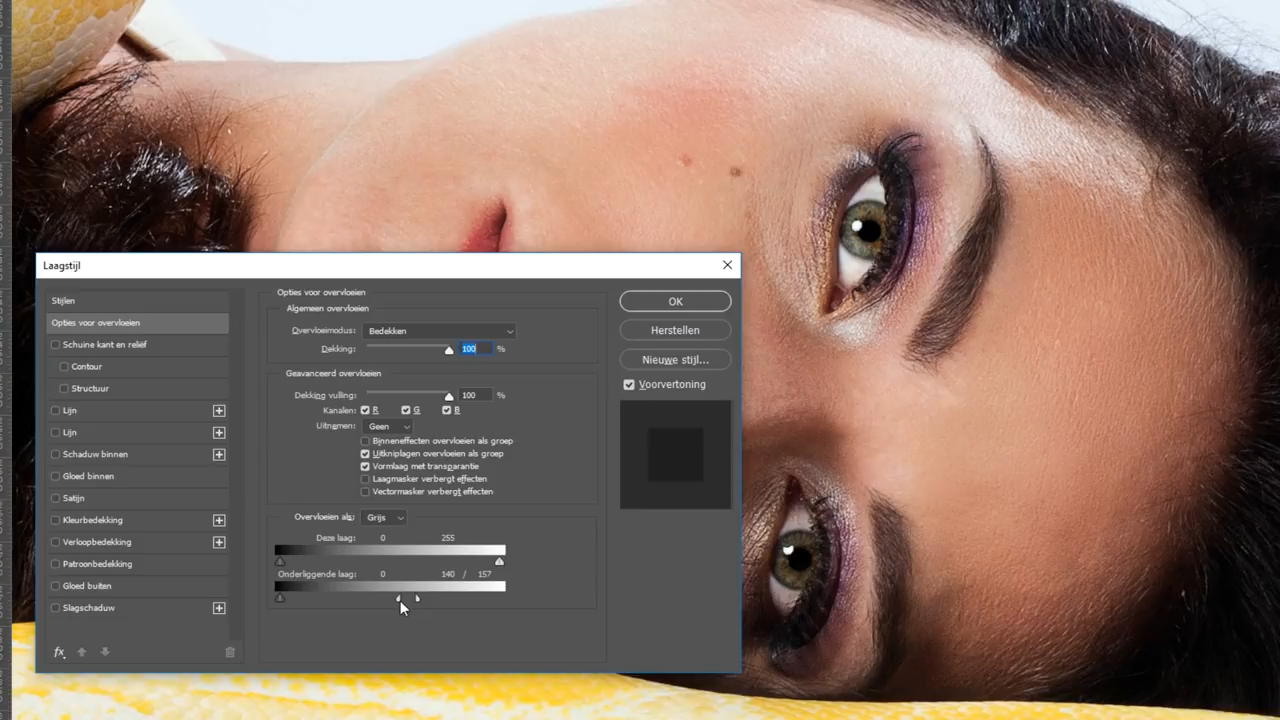 Laagstijl
Stijlen
Opties voor overvloeien
Schuine kant en reliëf
Contour
Structuur
Lijn
Lijn
Schaduw binnen
Gloed binnen
Satijn
Kleurbedekking
Verloopbedekking
Patroonbedekking
Gloed buiten
Slagschaduw
fx
Opties voor overvloeien
Algemeen overvloeien
Overvloeimodus: Bedekken
Dekking: 100 %
Geavanceerd overvloeien
Dekking vulling: 100 %
Kanalen: R G B
Uitnemen: Geen
Binneneffecten overvloeien als groep
Uitkniplagen overvloeien als groep
Vormlaag met transparantie
Laagmasker verbergt effecten
Vectormasker verbergt effecten
Overvloeien als: Grijs
Deze laag: 0 255
Onderliggende laag: 0 140 / 157
OK
Herstellen
Nieuwe stijl...
Voorvertoning